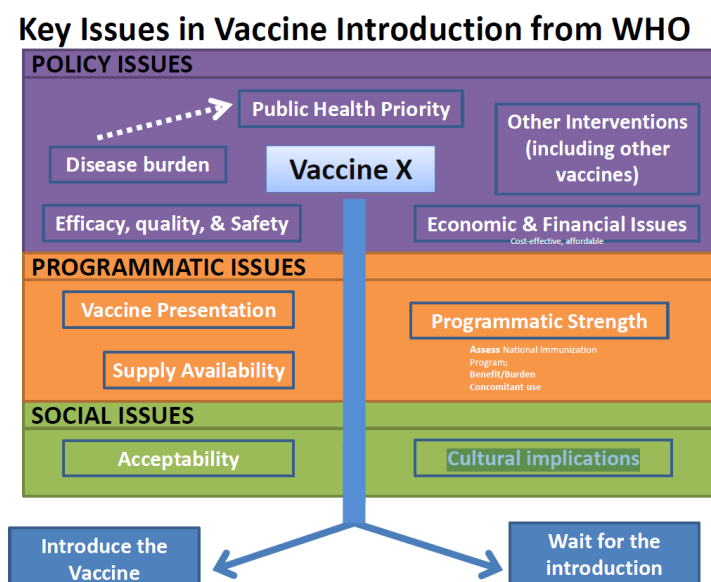 Key Issues in Vaccine Introduction from WHO
POLICY ISSUES
Public Health Priority
Other Interventions
(including other
vaccines)
Disease burden
Vaccine X
Efficacy, quality, & Safety
Economic & Financial Issues
Cost-effective, affordable
PROGRAMMATIC ISSUES
Vaccine Presentation
Programmatic Strength
Assess National Immunization
Program;
Benefit/Burden
Concomitant use
Supply Availability
SOCIAL ISSUES
Acceptability
Cultural implications
Introduce the
Vaccine
Wait for the
introduction